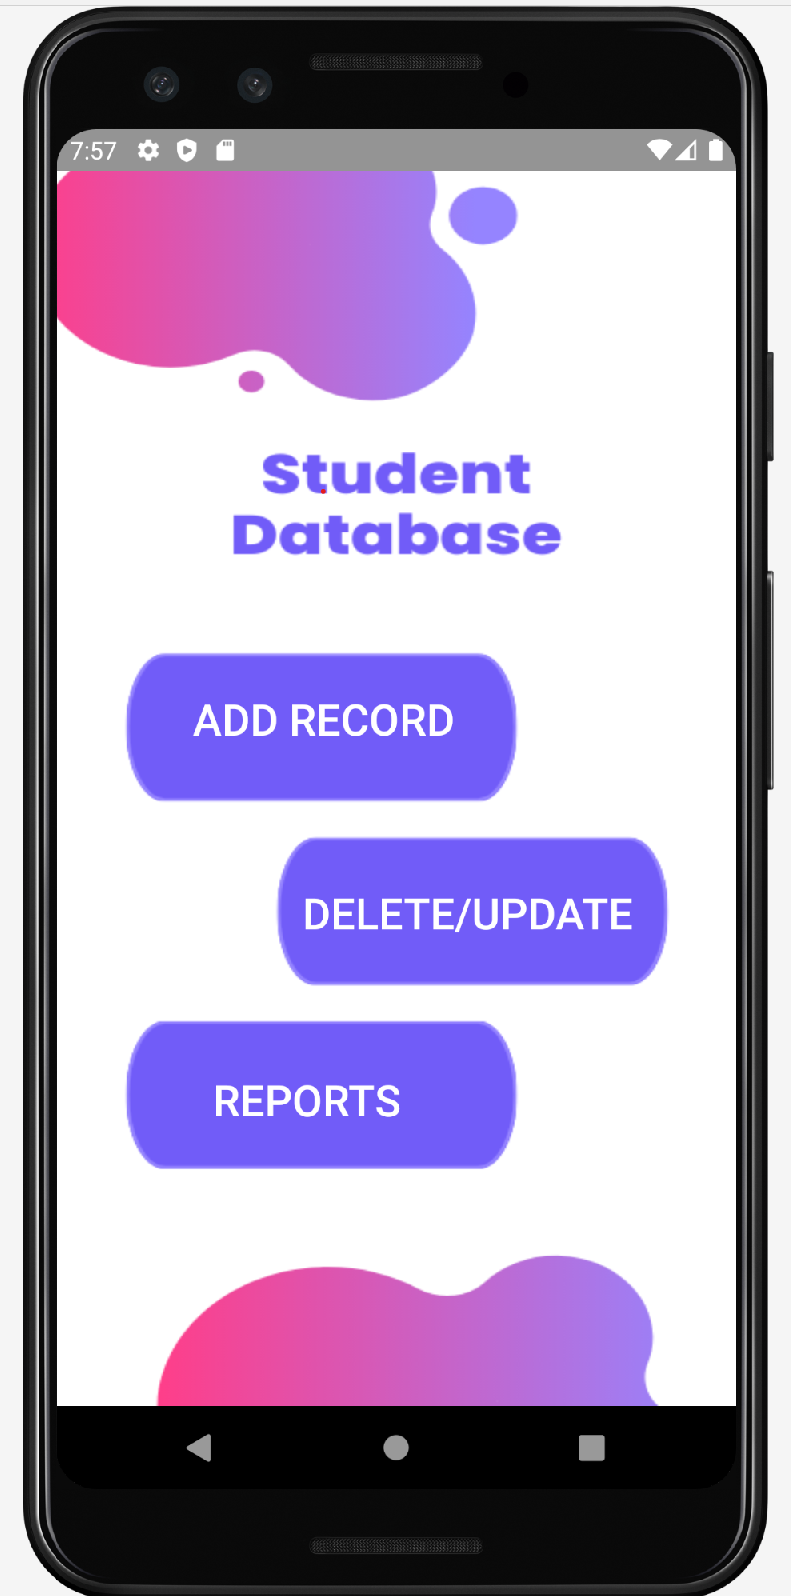 7:57
Student
Database
ADD RECORD
DELETE/UPDATE
REPORTS